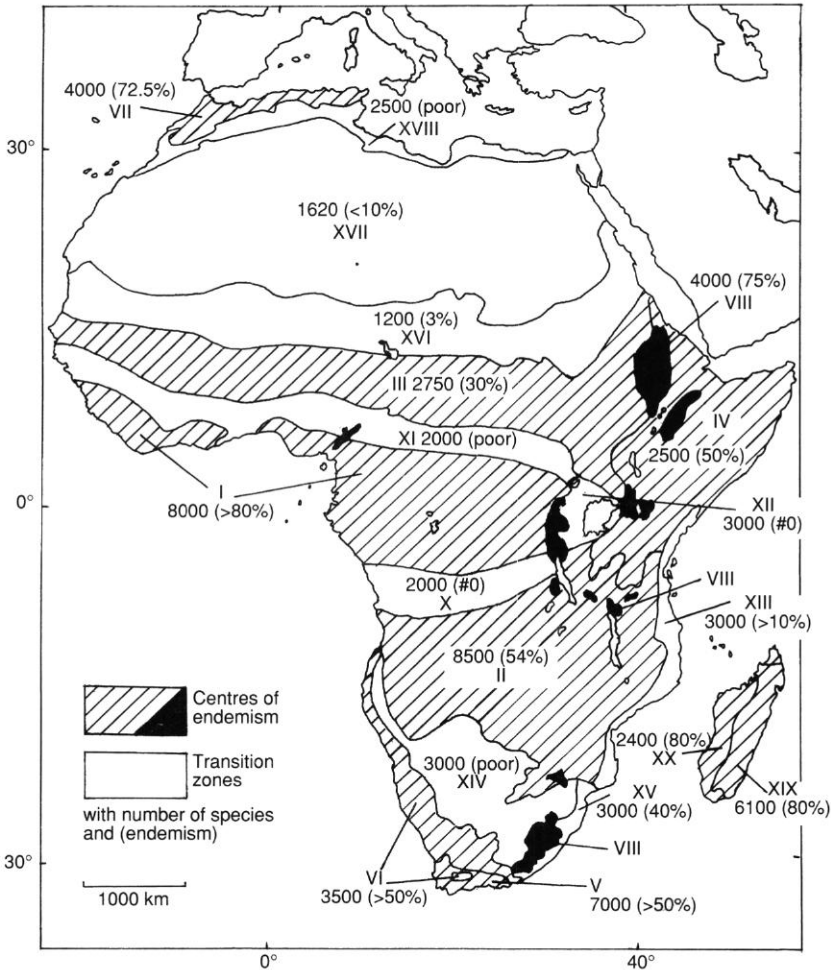 4000 (72.5%)
VII
2500 (poor)
XVIII
30°
1620 (<10%)
XVII
4000 (75%)
VIII
1200 (3%)
XVI
III 2750 (30%)
IV
2500 (50%)
XI 2000 (poor)
I
8000 (>80%)
0°
XII
3000 (#0)
2000 (#0)
X
VIII
XIII
3000 (>10%)
8500 (54%)
II
Centres of
endemism
Transition
zones
with number of species
and (endemism)
1000 km
3000 (poor)
XIV
2400 (80%)
XX
XIX
6100 (80%)
XV
3000 (40%)
VIII
30°
VI
3500 (>50%)
V
7000 (>50%)
0°
40°